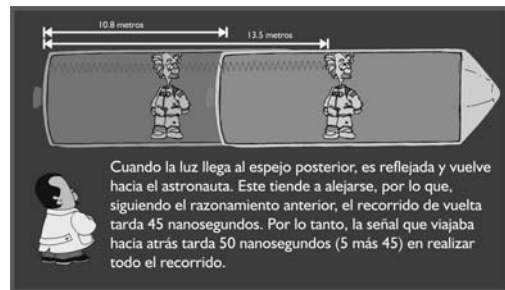 10.8 metros
13.5 metros
Cuando la luz llega al espejo posterior, es reflejada y vuelve
hacia el astronauta. Este tiende a alejarse, por lo que,
siguiendo el razonamiento anterior, el recorrido de vuelta
tarda 45 nanosegundos. Por lo tanto, la señal que viajaba
hacia atrás tarda 50 nanosegundos (5 más 45) en realizar
todo el recorrido.